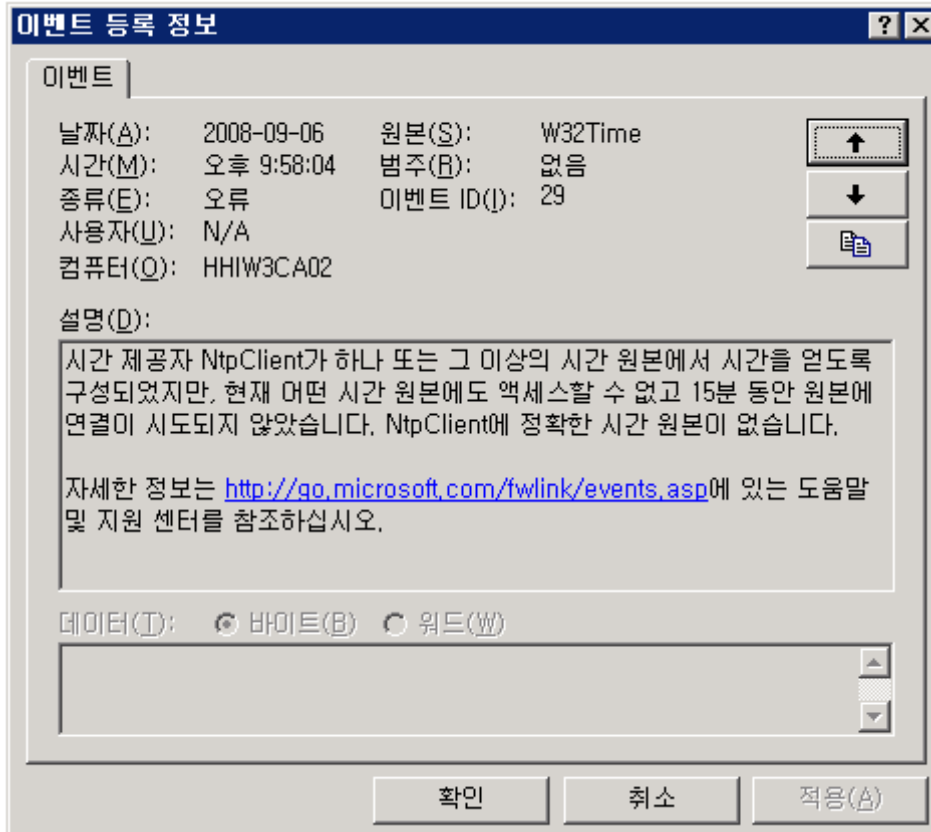 이벤트 등록 정보
이벤트
날짜(A): 2008-09-06 원본(S): W32Time
시간(M): 오후 9:58:04 범주(R): 없음
종류(E): 오류 이벤트 ID(I): 29
사용자(U): N/A
컴퓨터(O): HHIW3CA02
설명(D):
시간 제공자 NtpClient가 하나 또는 그 이상의 시간 원본에서 시간을 얻도록
구성되었지만, 현재 어떤 시간 원본에도 액세스할 수 없고 15분 동안 원본에
연결이 시도되지 않았습니다. NtpClient에 정확한 시간 원본이 없습니다.
자세한 정보는 http://go.microsoft.com/fwlink/events.asp에 있는 도움말
및 지원 센터를 참조하십시오.
데이터(T): 바이트(B) 워드(W)
확인 취소 적용(A)